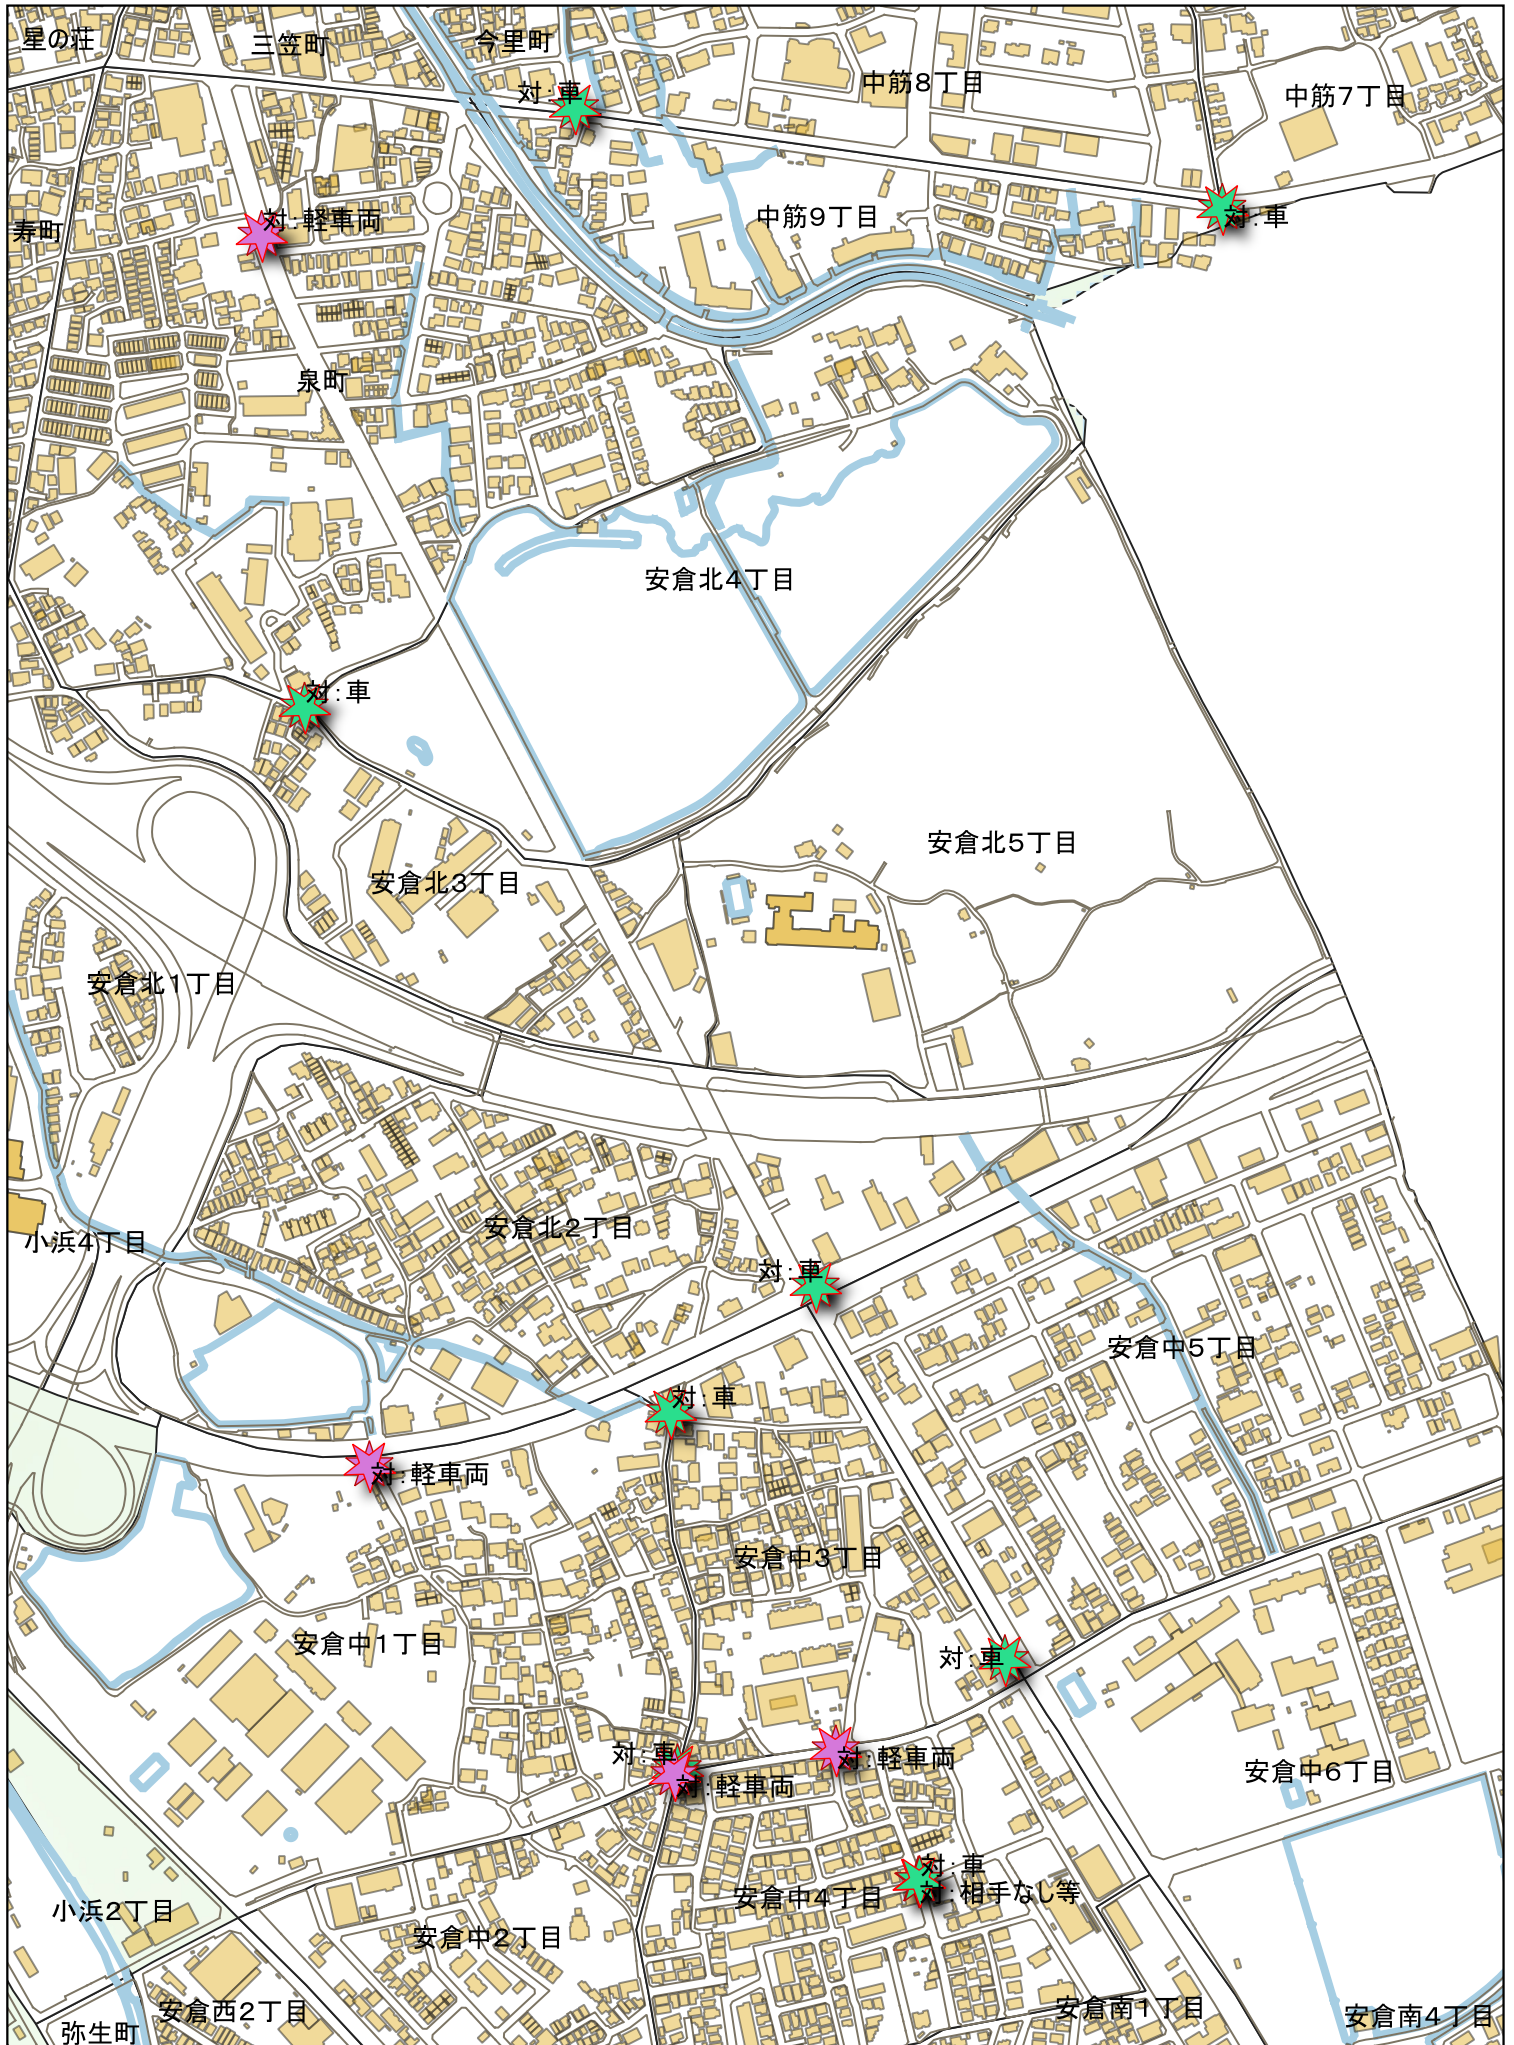 星の荘
三笠町
今里町
対：車
中筋８丁目
中筋７丁目
寿町
対：軽車両
中筋９丁目
対：車
泉町
安倉北４丁目
対：車
安倉北５丁目
安倉北３丁目
安倉北１丁目
小浜４丁目
安倉北２丁目
対：車
安倉中５丁目
対：車
対：軽車両
安倉中３丁目
安倉中１丁目
対：車
対：車
対：軽車両
対：軽車両
安倉中６丁目
対：車
対：相手なし等
安倉中４丁目
小浜２丁目
安倉中２丁目
安倉西２丁目
安倉南１丁目
安倉南４丁目
弥生町